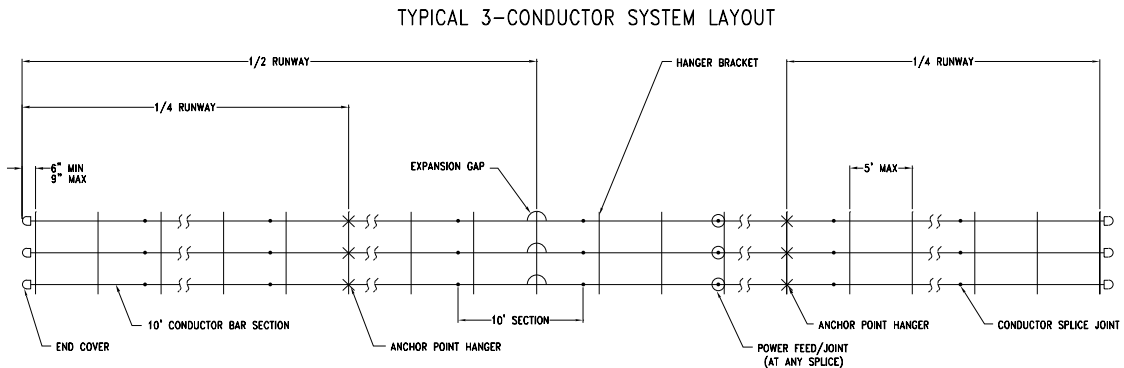 TYPICAL 3-CONDUCTOR SYSTEM LAYOUT
1/2 RUNWAY
HANGER BRACKET
1/4 RUNWAY
1/4 RUNWAY
6" MIN
9" MAX
EXPANSION GAP
5' MAX
10' CONDUCTOR BAR SECTION
10' SECTION
ANCHOR POINT HANGER
CONDUCTOR SPLICE JOINT
END COVER
ANCHOR POINT HANGER
POWER FEED/JOINT
(AT ANY SPLICE)